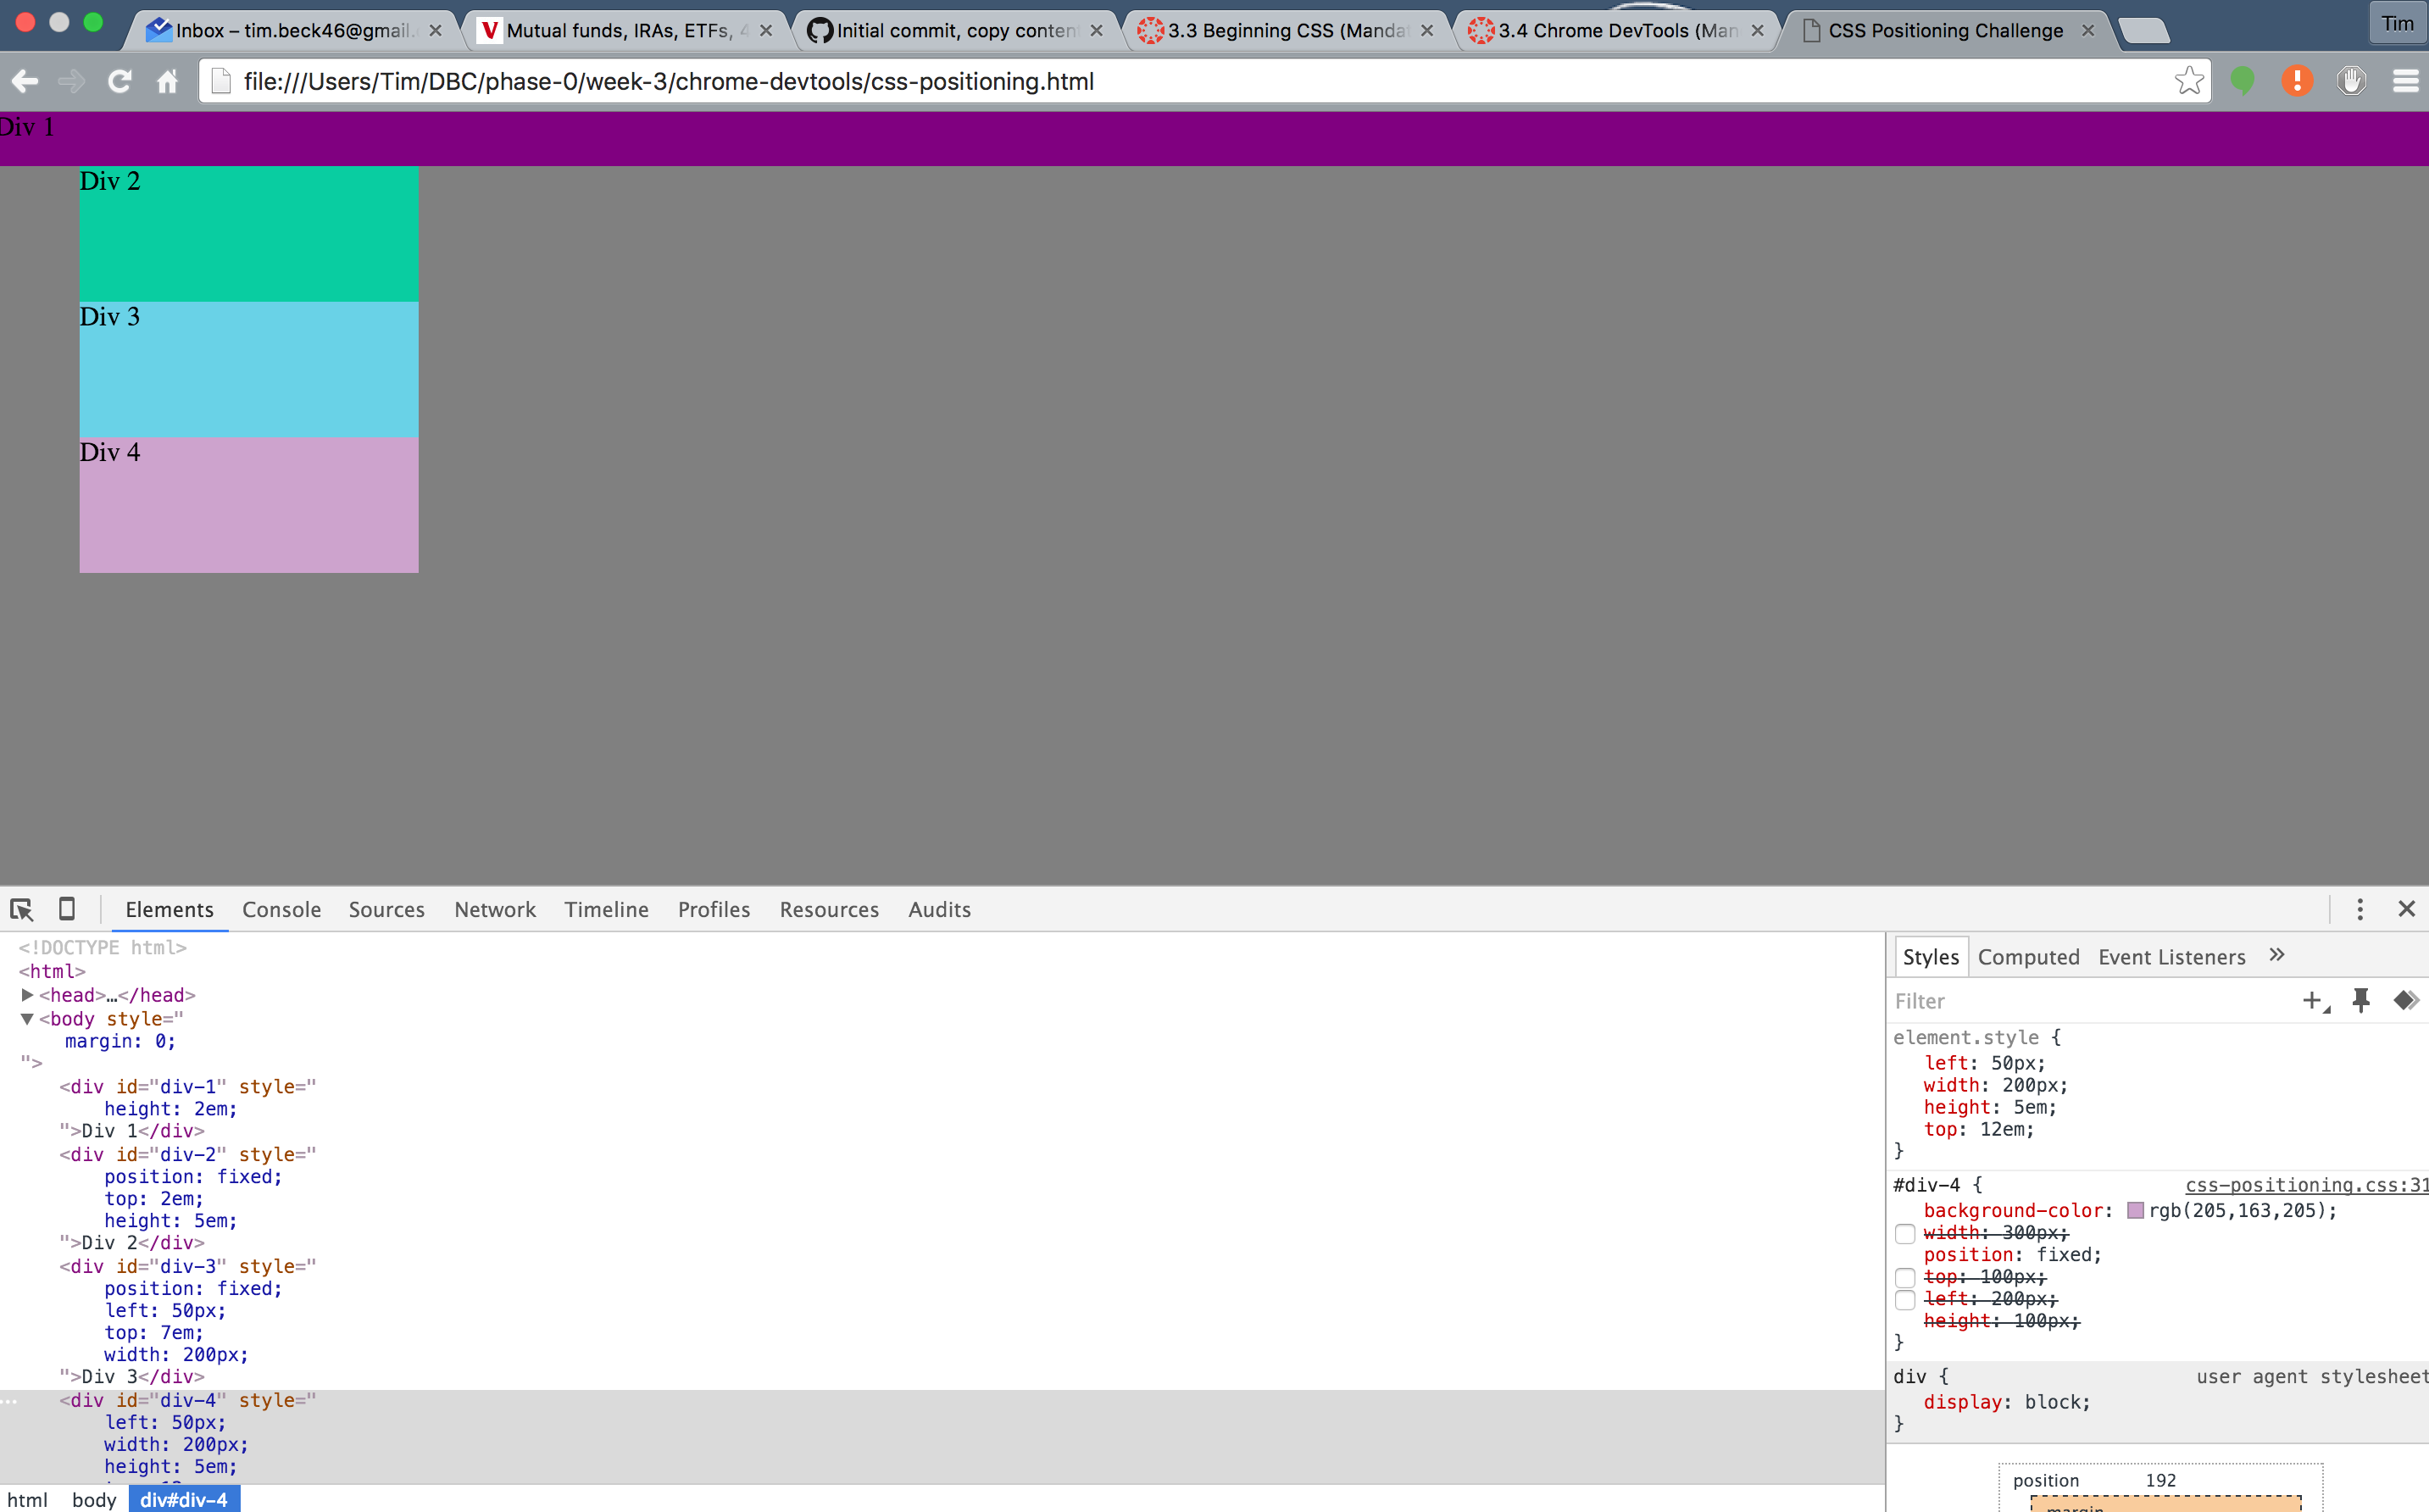 Inbox – tim.beck46@gmail. Mutual funds, IRAs, ETFs, 4 Initial commit, copy conten 3.3 Beginning CSS (Manda 3.4 Chrome DevTools (Man CSS Positioning Challenge Tim
file:///Users/Tim/DBC/phase-0/week-3/chrome-devtools/css-positioning.html
Div 1
Div 2
Div 3
Div 4
Elements Console Sources Network Timeline Profiles Resources Audits
<!DOCTYPE html>
<html>
▶<head>…</head>
▼<body style="
margin: 0;
">
<div id="div-1" style="
height: 2em;
">Div 1</div>
<div id="div-2" style="
position: fixed;
top: 2em;
height: 5em;
">Div 2</div>
<div id="div-3" style="
position: fixed;
left: 50px;
top: 7em;
width: 200px;
">Div 3</div>
<div id="div-4" style="
left: 50px;
width: 200px;
height: 5em;
html body div#div-4
Styles Computed Event Listeners »
Filter
element.style {
left: 50px;
width: 200px;
height: 5em;
top: 12em;
}
#div-4 { css-positioning.css:31
background-color: rgb(205,163,205);
width: 300px;
position: fixed;
top: 100px;
left: 200px;
height: 100px;
}
div { user agent stylesheet
display: block;
}
position 192
margin